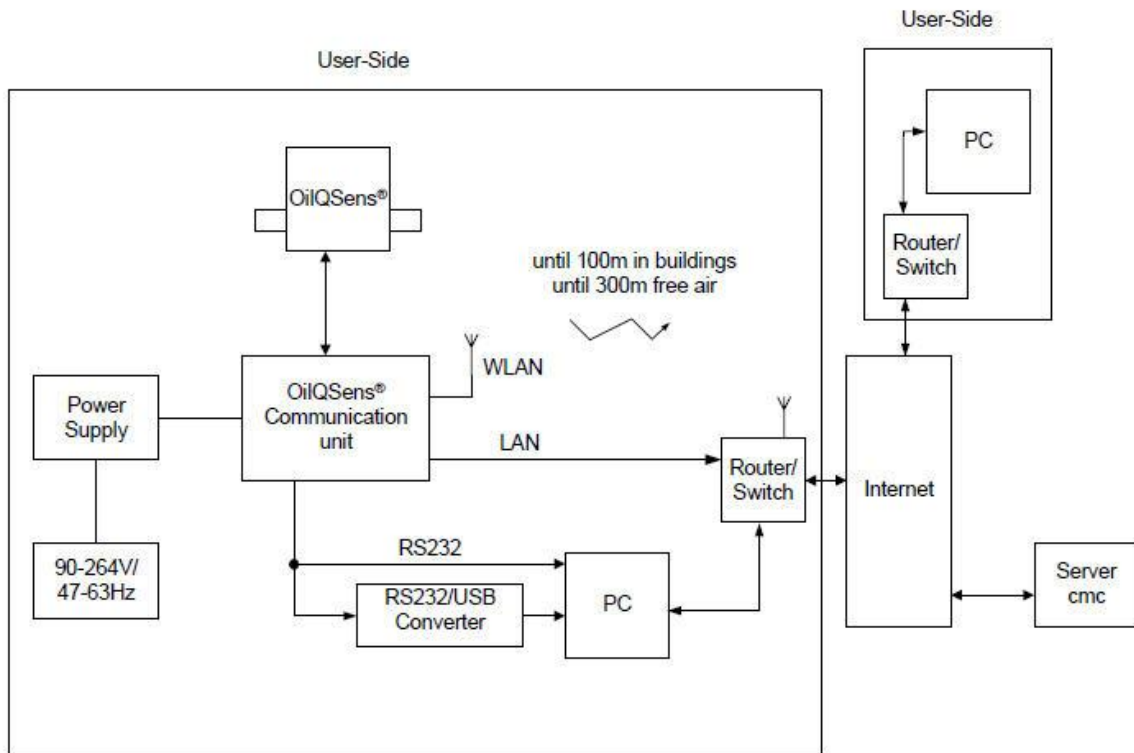 User-Side
User-Side
PC
OilQSens®
Router/
Switch
until 100m in buildings
until 300m free air
WLAN
OilQSens®
Communication
unit
Power
Supply
LAN
Router/
Switch
Internet
RS232
90-264V/
47-63Hz
RS232/USB
Converter
PC
Server
cmc